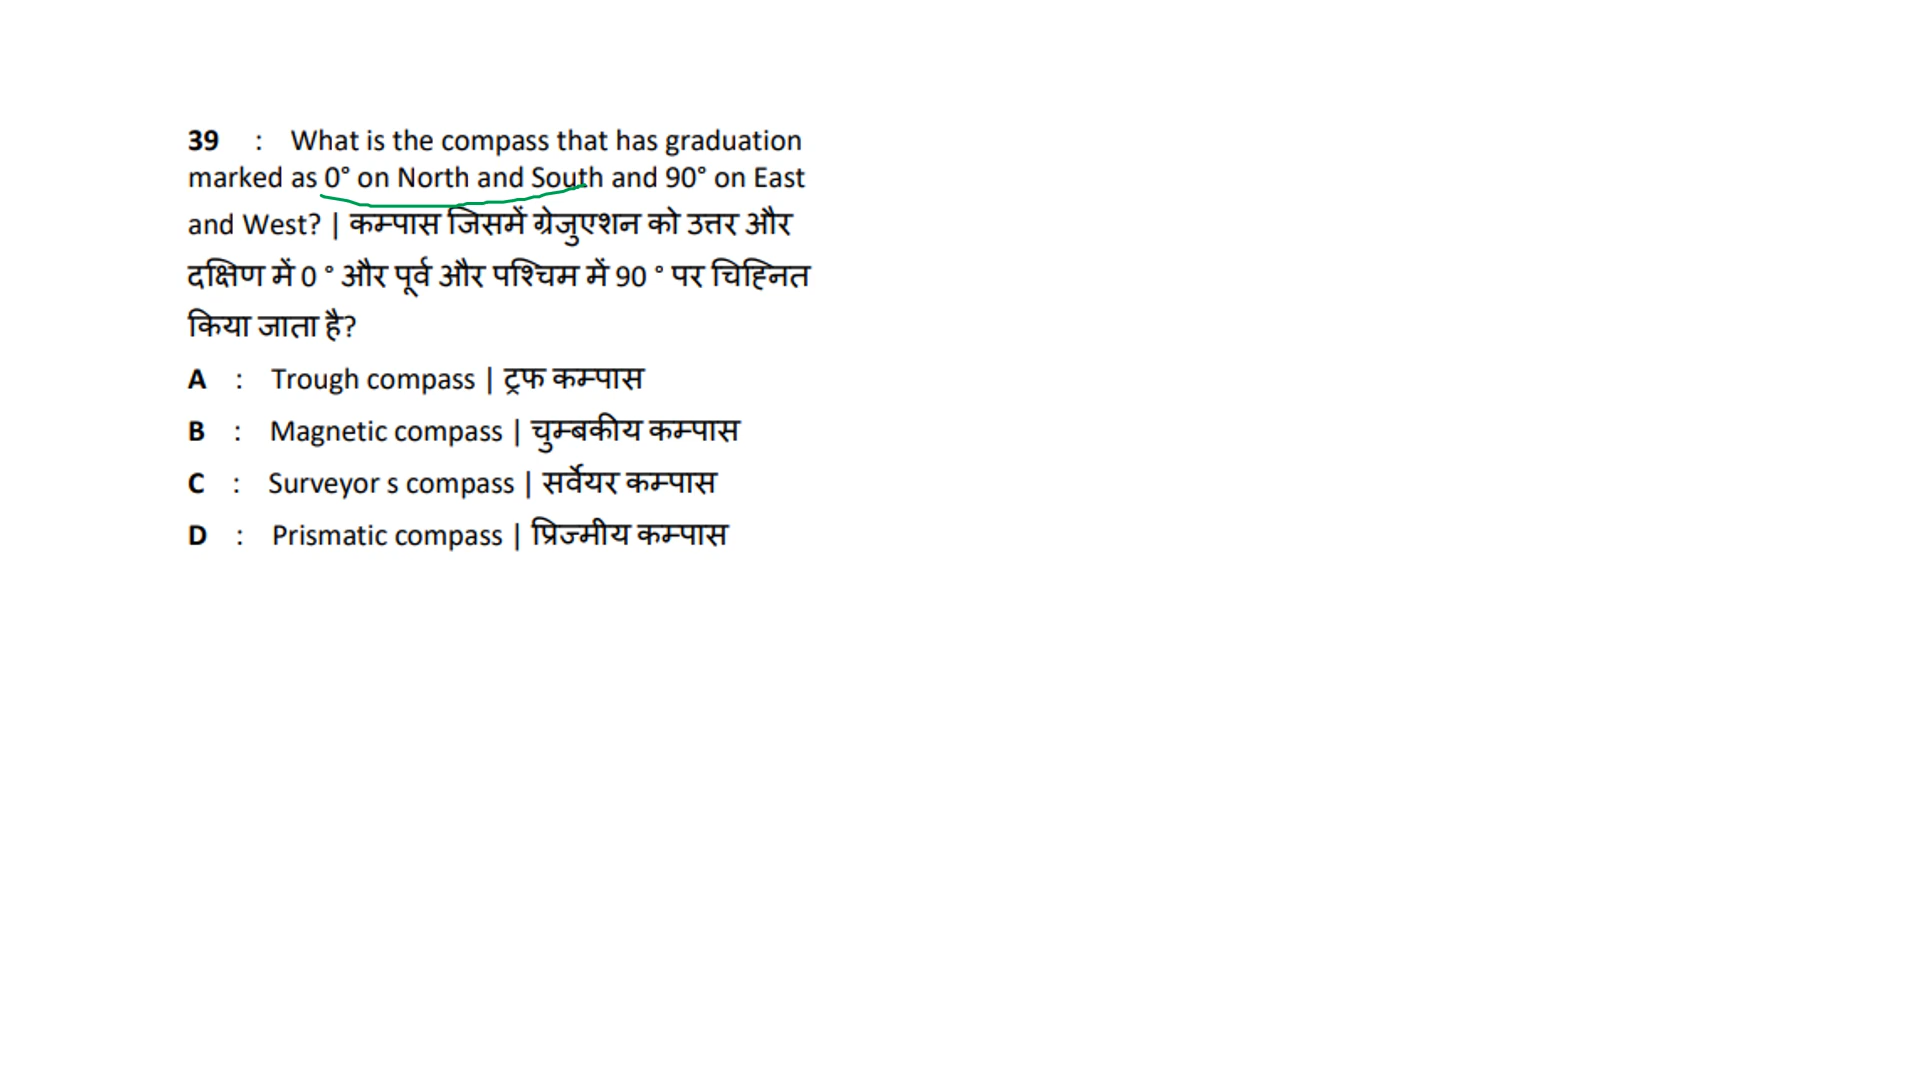 39 : What is the compass that has graduation
marked as 0° on North and South and 90° on East
and West? | कम्पास जिसमें ग्रेजुएशन को उत्तर और
दक्षिण में 0 ° और पूर्व और पश्चिम में 90 ° पर चिह्नित
किया जाता है?
A : Trough compass | ट्रफ कम्पास
B : Magnetic compass | चुम्बकीय कम्पास
C : Surveyor s compass | सर्वेयर कम्पास
D : Prismatic compass | प्रिज्मीय कम्पास